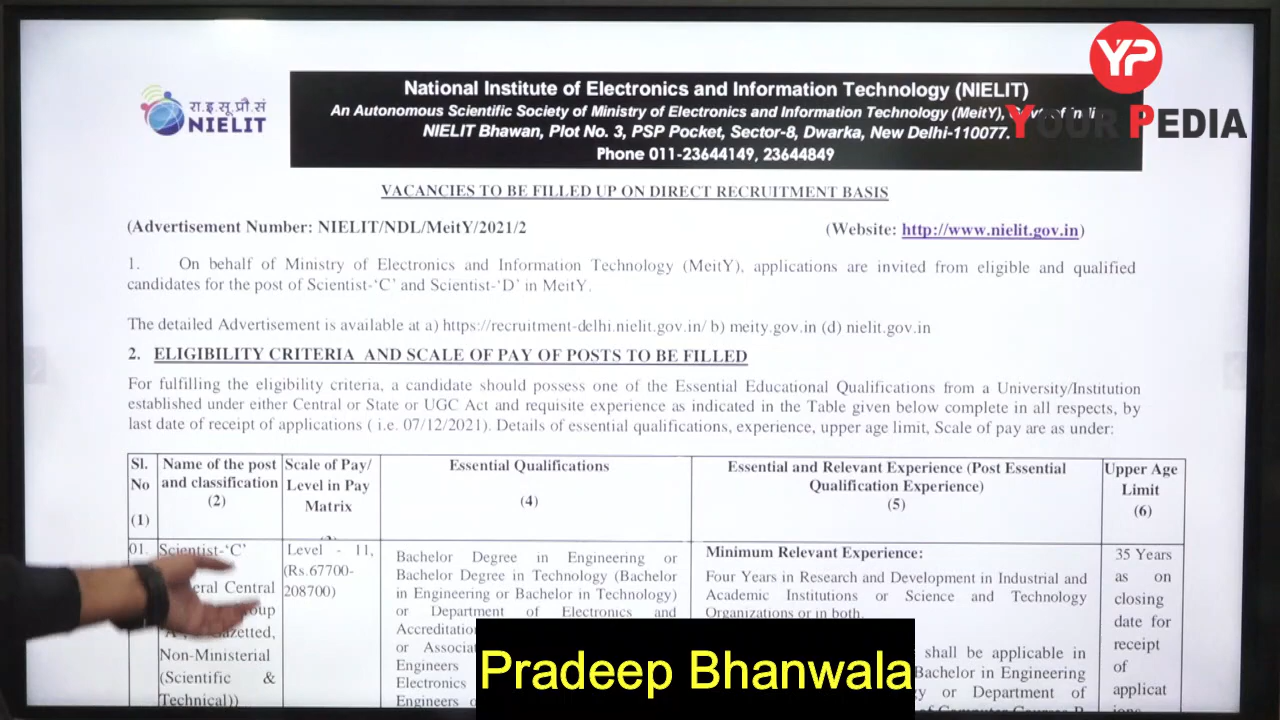 YP
YOUR PEDIA
रा.इ.सू.प्रौ.सं
NIELIT
National Institute of Electronics and Information Technology (NIELIT)
An Autonomous Scientific Society of Ministry of Electronics and Information Technology (MeitY),
NIELIT Bhawan, Plot No. 3, PSP Pocket, Sector-8, Dwarka, New Delhi-110077.
Phone 011-23644149, 23644849
VACANCIES TO BE FILLED UP ON DIRECT RECRUITMENT BASIS
(Advertisement Number: NIELIT/NDL/MeitY/2021/2 (Website: http://www.nielit.gov.in)
1. On behalf of Ministry of Electronics and Information Technology (MeitY), applications are invited from eligible and qualified
candidates for the post of Scientist-‘C’ and Scientist-‘D’ in MeitY.
The detailed Advertisement is available at a) https://recruitment-delhi.nielit.gov.in/ b) meity.gov.in (d) nielit.gov.in
2. ELIGIBILITY CRITERIA AND SCALE OF PAY OF POSTS TO BE FILLED
For fulfilling the eligibility criteria, a candidate should possess one of the Essential Educational Qualifications from a University/Institution
established under either Central or State or UGC Act and requisite experience as indicated in the Table given below complete in all respects, by
last date of receipt of applications ( i.e. 07/12/2021). Details of essential qualifications, experience, upper age limit, Scale of pay are as under:
Sl.
No
(1)
Name of the post
and classification
(2)
Scale of Pay/
Level in Pay
Matrix
Essential Qualifications
(4)
Essential and Relevant Experience (Post Essential
Qualification Experience)
(5)
Upper Age
Limit
(6)
01.
Scientist-‘C’
Central
Non-Ministerial
(Scientific &
Technical))
Level - 11,
(Rs.67700-
208700)
Bachelor Degree in Engineering or
Bachelor Degree in Technology (Bachelor
in Engineering or Bachelor in Technology)
or Department of Electronics and
or
Engineers
Electronics
Engineers
Minimum Relevant Experience:
Four Years in Research and Development in Industrial and
Academic Institutions or Science and Technology
Organizations or in both.
shall be applicable in
Bachelor in Engineering
or Department of
35 Years
as on
closing
date for
receipt
of
applicat
Pradeep Bhanwala